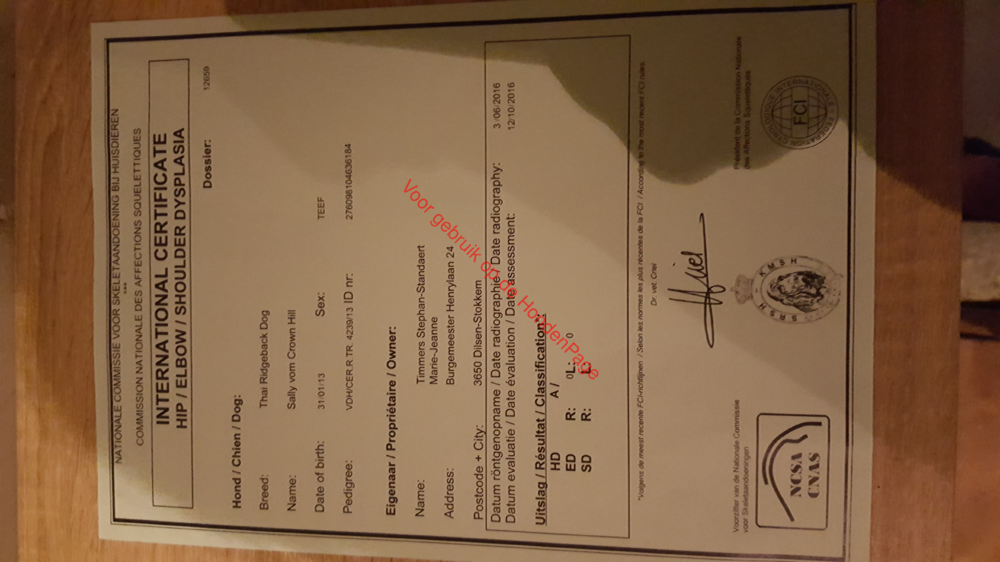 NATIONALE COMMISSIE VOOR SKELETAANDOENING BIJ HUISDIEREN
***
COMMISSION NATIONALE DES AFFECTIONS SQUELETTIQUES
INTERNATIONAL CERTIFICATE
HIP / ELBOW / SHOULDER DYSPLASIA
Dossier: 12659
Hond / Chien / Dog:
Breed: Thai Ridgeback Dog
Name: Sally vom Crown Hill
Date of birth: 31/01/13 Sex: TEEF
Pedigree: VDH/CER.R.TR. 4239/13 ID nr: 276098104636184
Eigenaar / Propriétaire / Owner:
Name: Timmers Stephan-Standaert
Marie-Jeanne
Address: Burgemeester Henrylaan 24
Postcode + City: 3650 Dilsen-Stokkem
Datum röntgenopname / Date radiographie / Date radiography: 3 /06/2016
Datum evaluatie / Date évaluation / Date assessment: 12/10/2016
Uitslag / Résultat / Classification*:
HD A /
ED R: 0 L: 0
SD R: L:
*Volgens de meest recente FCI-richtlijnen / Selon les normes les plus récentes de la FCI / According to the most recent FCI rules
Dr. vet. Criel
Voorzitter van de Nationale Commissie
voor Skeletaandoeningen
Président de la Commission Nationale
des Affections Squelettiques
NCSA
CNAS
SRSH KMSH
FCI
Voor gebruik op de HondenPage